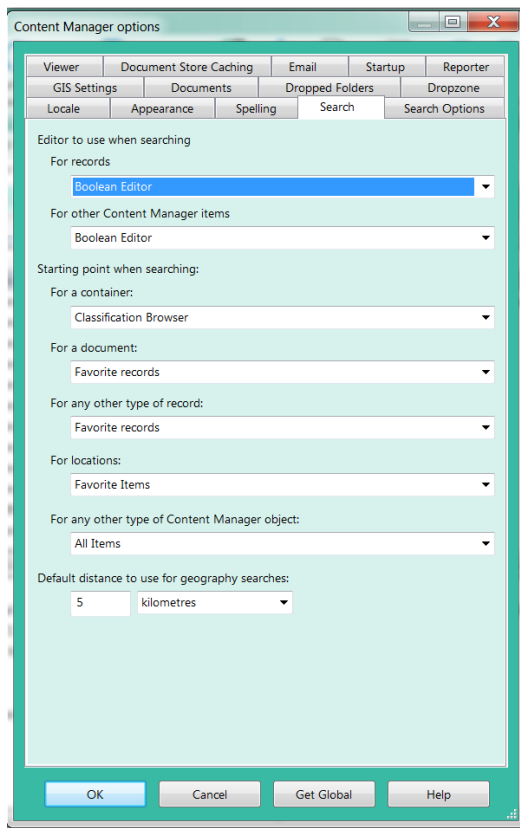 Content Manager options
Viewer Document Store Caching Email Startup Reporter
GIS Settings Documents Dropped Folders Dropzone
Locale Appearance Spelling Search Search Options
Editor to use when searching
For records
Boolean Editor
For other Content Manager items
Boolean Editor
Starting point when searching:
For a container:
Classification Browser
For a document:
Favorite records
For any other type of record:
Favorite records
For locations:
Favorite Items
For any other type of Content Manager object:
All Items
Default distance to use for geography searches:
5 kilometres
OK Cancel Get Global Help